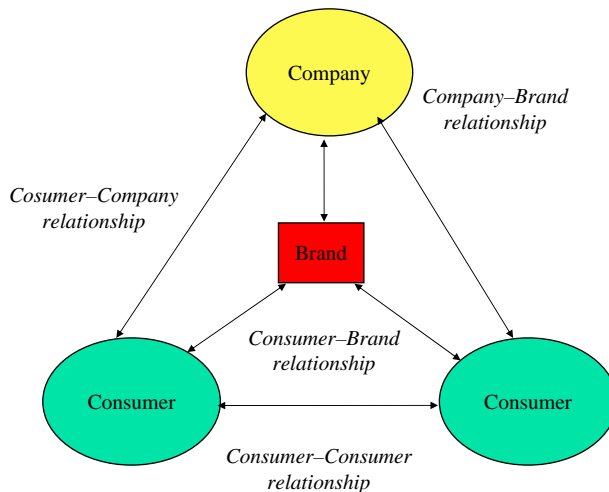 Company
Company–Brand
relationship
Cosumer–Company
relationship
Brand
Consumer–Brand
relationship
Consumer
Consumer
Consumer–Consumer
relationship